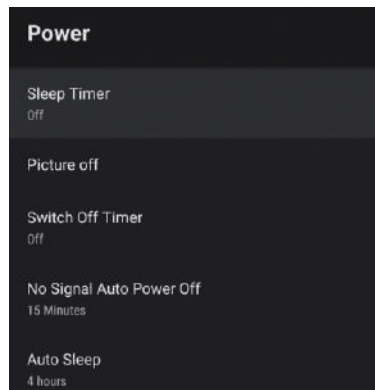 Power
Sleep Timer
Off
Picture off
Switch Off Timer
Off
No Signal Auto Power Off
15 Minutes
Auto Sleep
4 hours